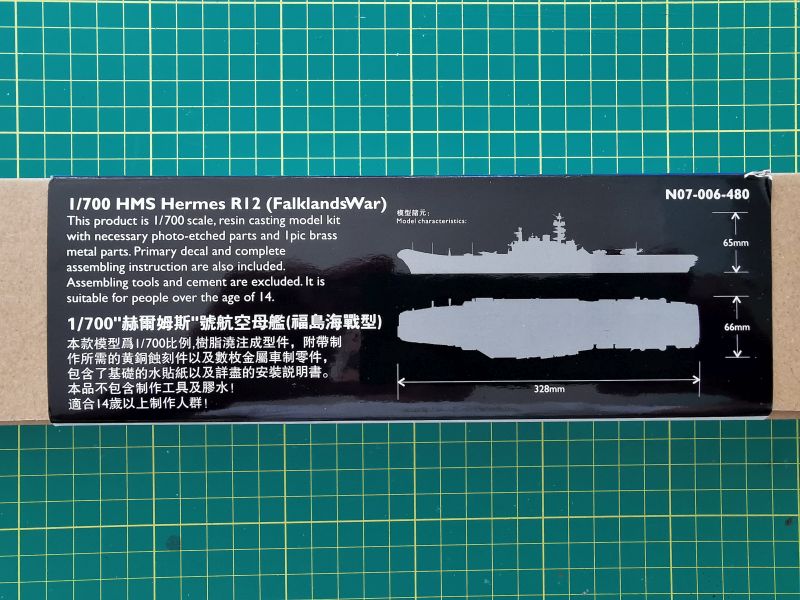 1/700 HMS Hermes R12 (FalklandsWar)
This product is 1/700 scale, resin casting model kit
with necessary photo-etched parts and 1pic brass
metal parts. Primary decal and complete
assembling instruction are also included.
Assembling tools and cement are excluded. It is
suitable for people over the age of 14.
1/700"赫爾姆斯"號航空母艦(福島海戰型)
本款模型爲1/700比例,樹脂澆注成型件，附帶制
作所需的黃銅蝕刻件以及數枚金屬車制零件，
包含了基礎的水貼紙以及詳盡的安裝説明書。
本品不包含制作工具及膠水！
適合14歲以上制作人群！
N07-006-480
模型諸元：
Model characteristics:
65mm
66mm
328mm